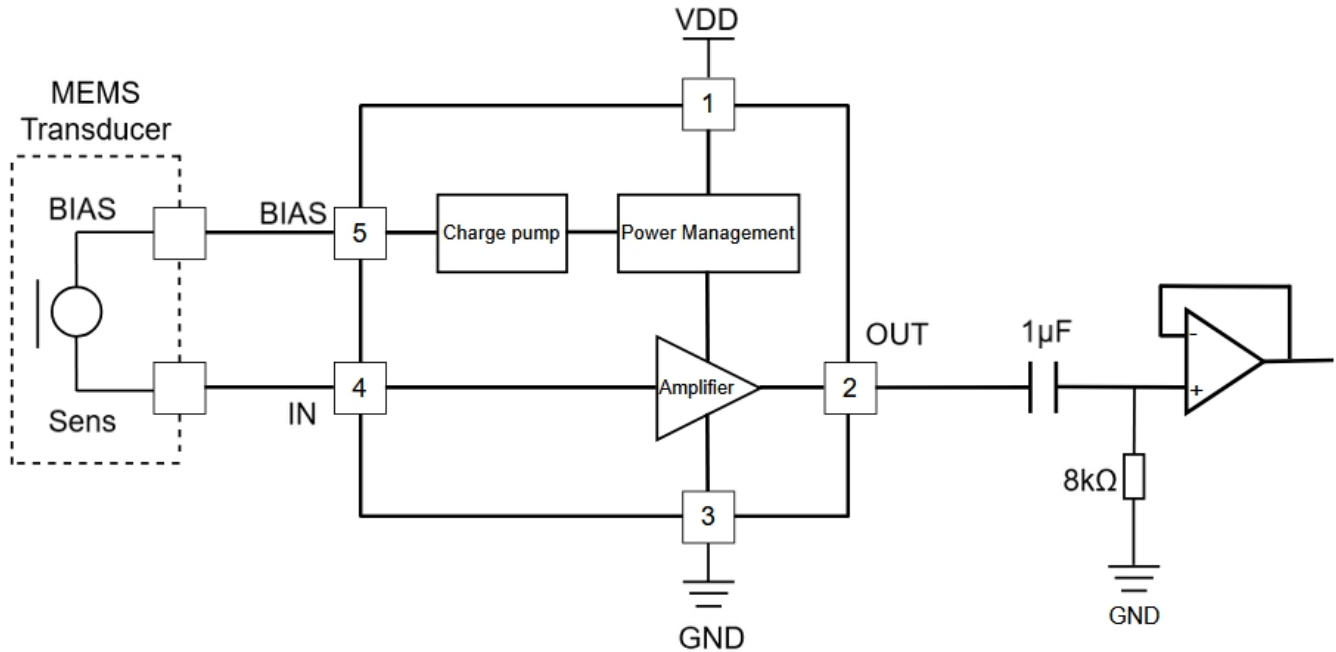 VDD
MEMS
Transducer
1
BIAS
BIAS
5
Charge pump
Power Management
OUT
1μF
-
+
Amplifier
4
2
IN
Sens
8kΩ
3
GND
GND